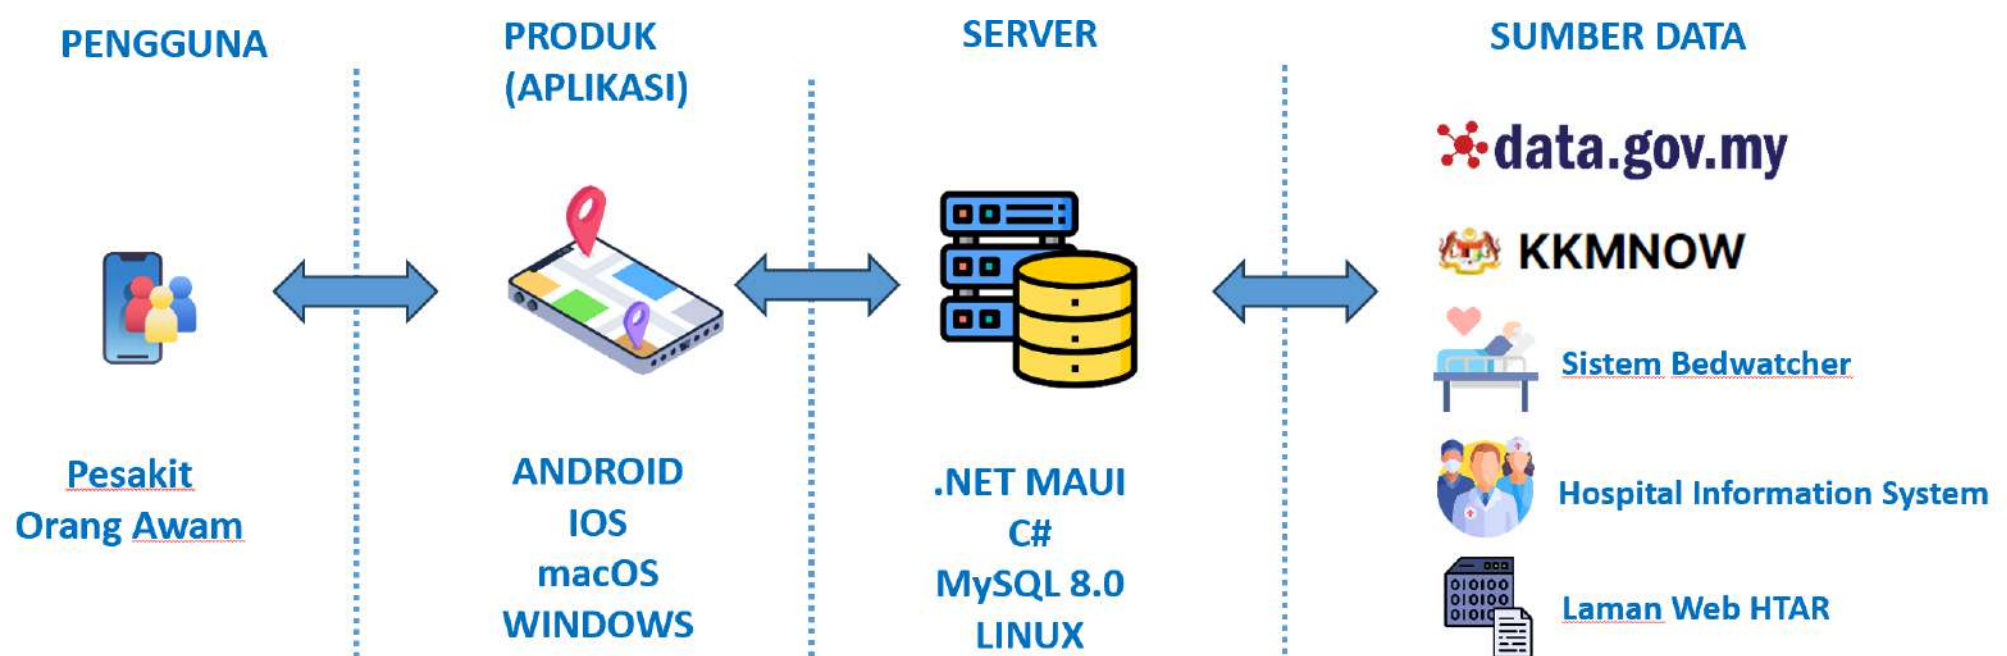 PENGGUNA
Pesakit
Orang Awam
PRODUK
(APLIKASI)
ANDROID
IOS
macOS
WINDOWS
SERVER
.NET MAUI
C#
MySQL 8.0
LINUX
SUMBER DATA
data.gov.my
KKMNOW
Sistem Bedwatcher
Hospital Information System
010100
Laman Web HTAR